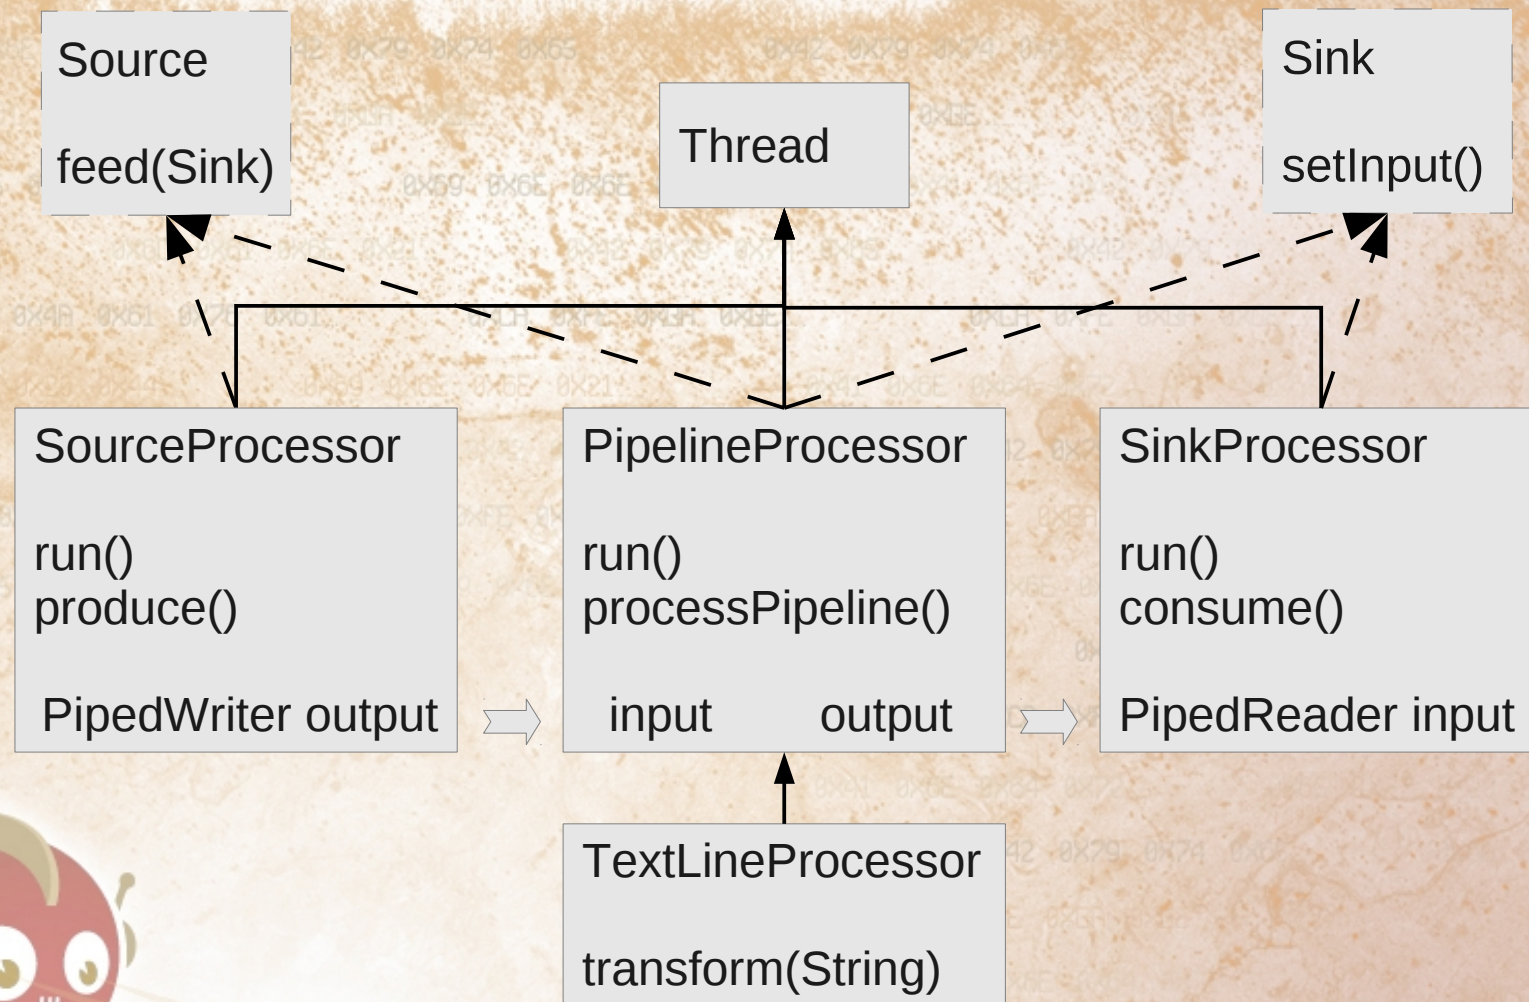 Source
feed(Sink)
Thread
Sink
setInput()
SourceProcessor
run()
produce()
PipedWriter output
PipelineProcessor
run()
processPipeline()
input output
SinkProcessor
run()
consume()
PipedReader input
TextLineProcessor
transform(String)